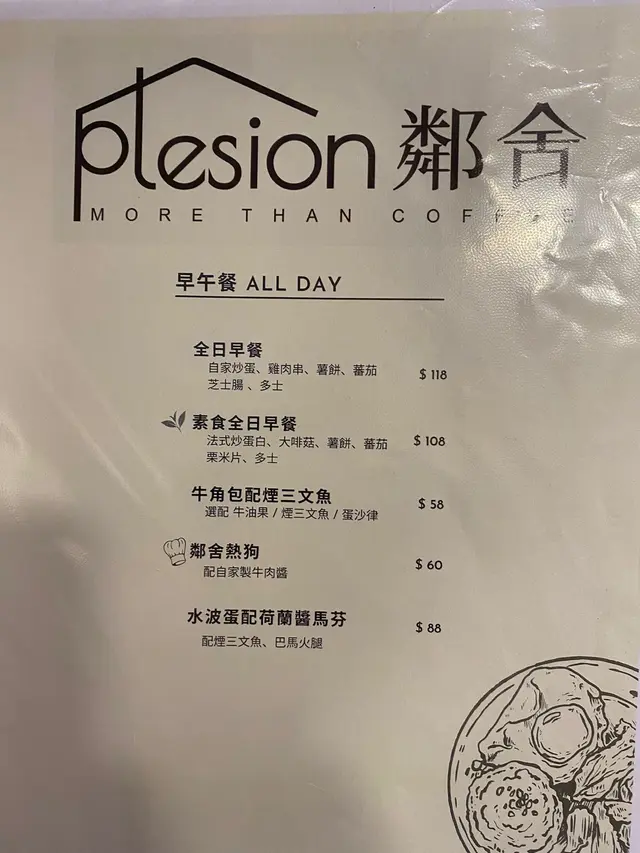 plesion 鄰舍
MORE THAN COFFEE
早午餐 ALL DAY
全日早餐
自家炒蛋、雞肉串、薯餅、蕃茄 $ 118
芝士腸 、多士
素食全日早餐
法式炒蛋白、大啡菇、薯餅、蕃茄 $ 108
粟米片、多士
牛角包配煙三文魚
選配 牛油果 / 煙三文魚 / 蛋沙律 $ 58
鄰舍熱狗
配自家製牛肉醬 $ 60
水波蛋配荷蘭醬馬芬
配煙三文魚、巴馬火腿 $ 88